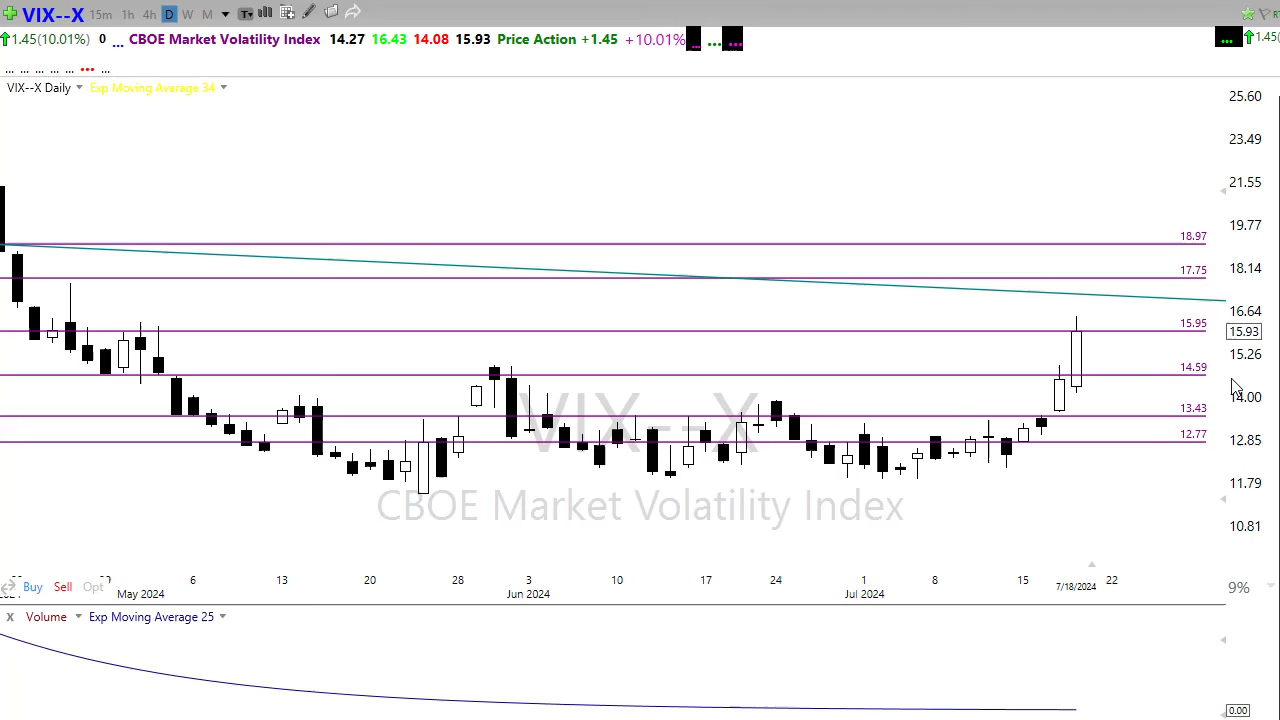 VIX--X 15m 1h 4h D W M T
1.45(10.01%) 0 ... CBOE Market Volatility Index 14.27 16.43 14.08 15.93 Price Action +1.45 +10.01% ... ... ... ... 1.45(
... ... ... ... ... ... ...
VIX--X Daily Exp Moving Average 34
25.60
23.49
21.55
19.77
18.97
18.14
17.75
16.64
15.95
15.93
15.26
14.59
14.00
13.43
12.85
12.77
11.79
10.81
VIX--X
CBOE Market Volatility Index
6 13 20 28 3 10 17 24 1 8 15 7/18/2024 22
Buy Sell Opt 9%
May 2024 Jun 2024 Jul 2024
X Volume Exp Moving Average 25
0.00